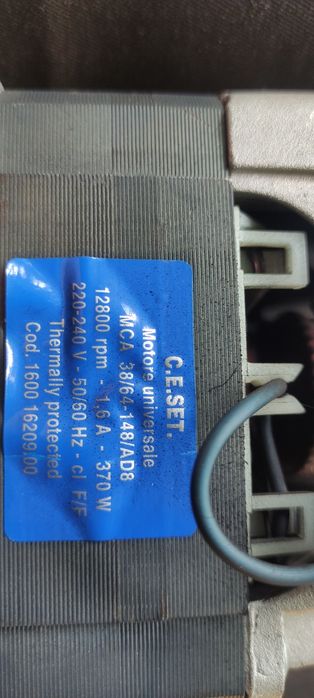 C.E.SET.
Motore universale
MCA 38/64-148/AD8
12800 rpm - 1,6 A - 370 W
220-240 V - 50/60 Hz - cl F/F
Thermally protected
Cod. 1600 16209.00